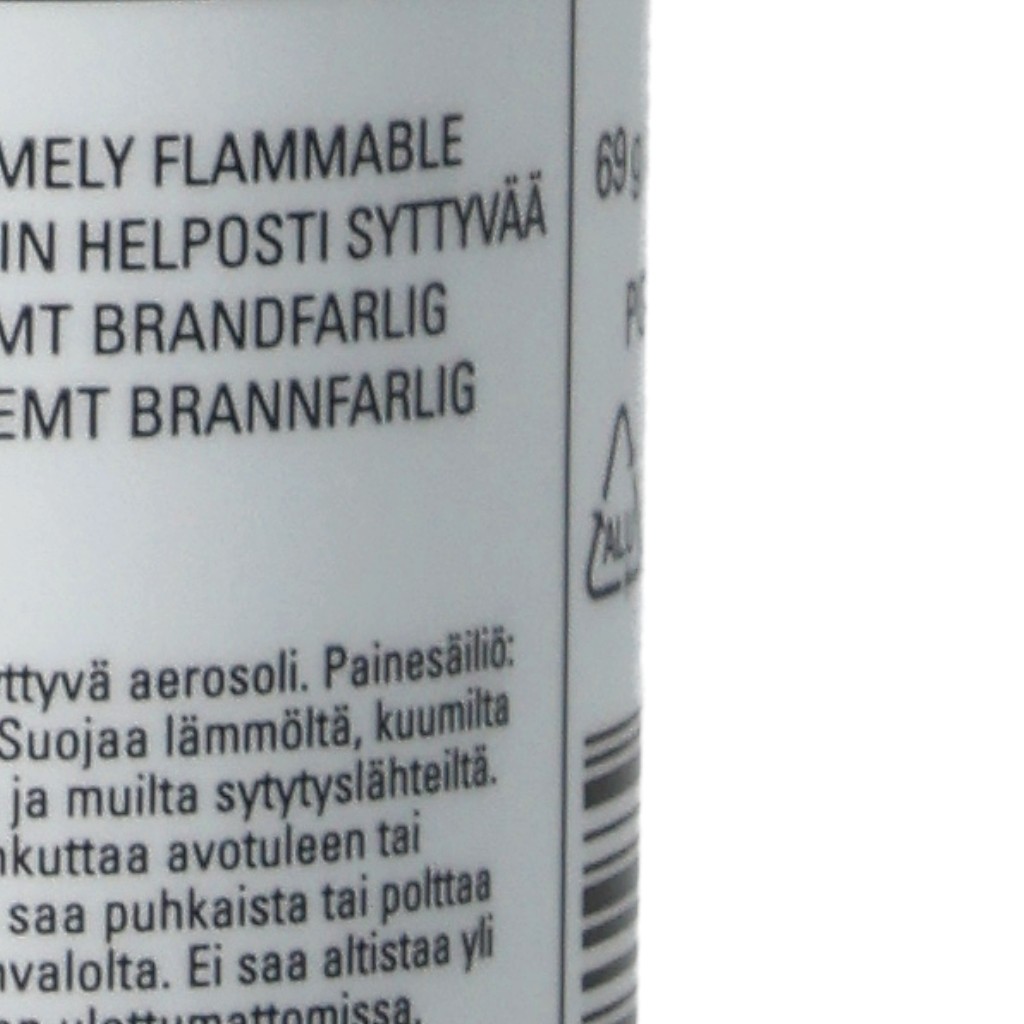 MELY FLAMMABLE
IN HELPOSTI SYTTYVÄÄ
MT BRANDFARLIG
EMT BRANNFARLIG
ttyvä aerosoli. Painesäiliö:
Suojaa lämmöltä, kuumilta
ja muilta sytytyslähteiltä.
kuttaa avotuleen tai
saa puhkaista tai polttaa
valolta. Ei saa altistaa yli
ulottumattomissa.
69 g
ALU